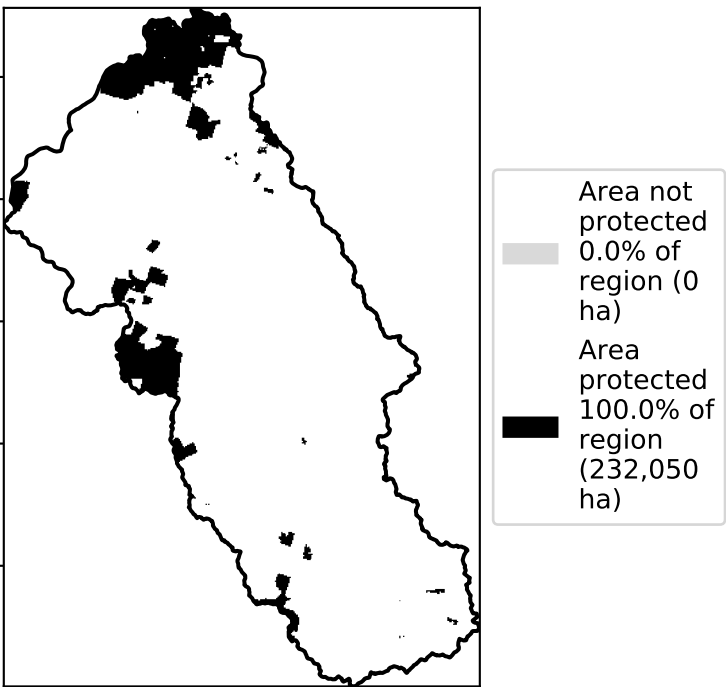 Area not
protected
0.0% of
region (0
ha)
Area
protected
100.0% of
region
(232,050
ha)